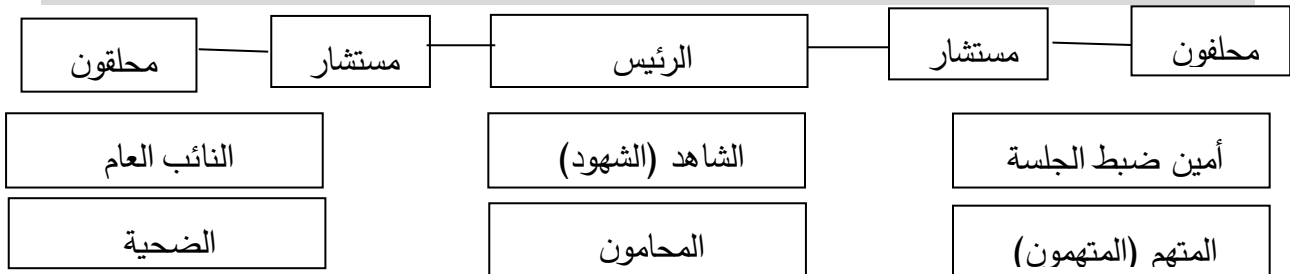 محلفون
مستشار
الرئيس
مستشار
محلقون
أمين ضبط الجلسة
الشاهد (الشهود)
النائب العام
المتهم (المتهمون)
المحامون
الضحية